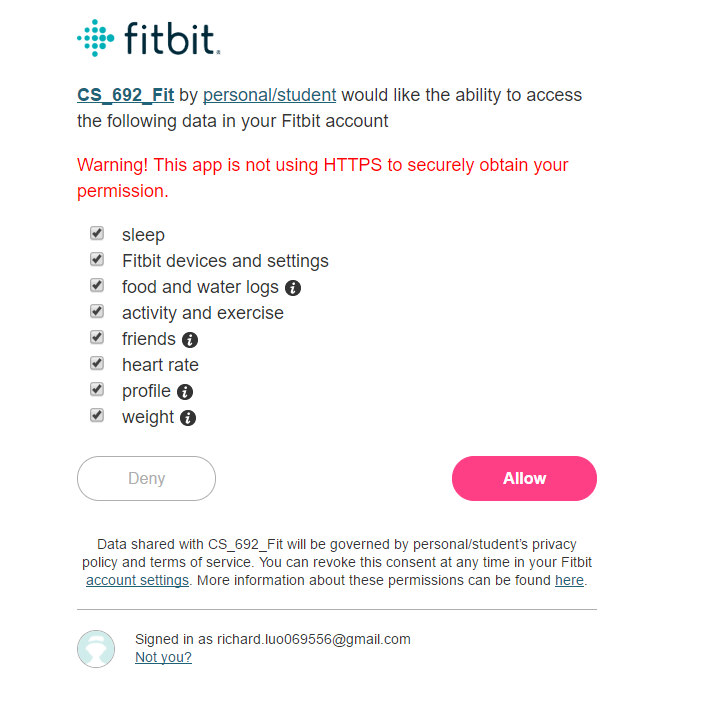 fitbit
CS_692_Fit by personal/student would like the ability to access
the following data in your Fitbit account
Warning! This app is not using HTTPS to securely obtain your
permission.
sleep
Fitbit devices and settings
food and water logs i
activity and exercise
friends i
heart rate
profile i
weight i
Deny
Allow
Data shared with CS_692_Fit will be governed by personal/student's privacy
policy and terms of service. You can revoke this consent at any time in your Fitbit
account settings. More information about these permissions can be found here.
Signed in as richard.luo069556@gmail.com
Not you?